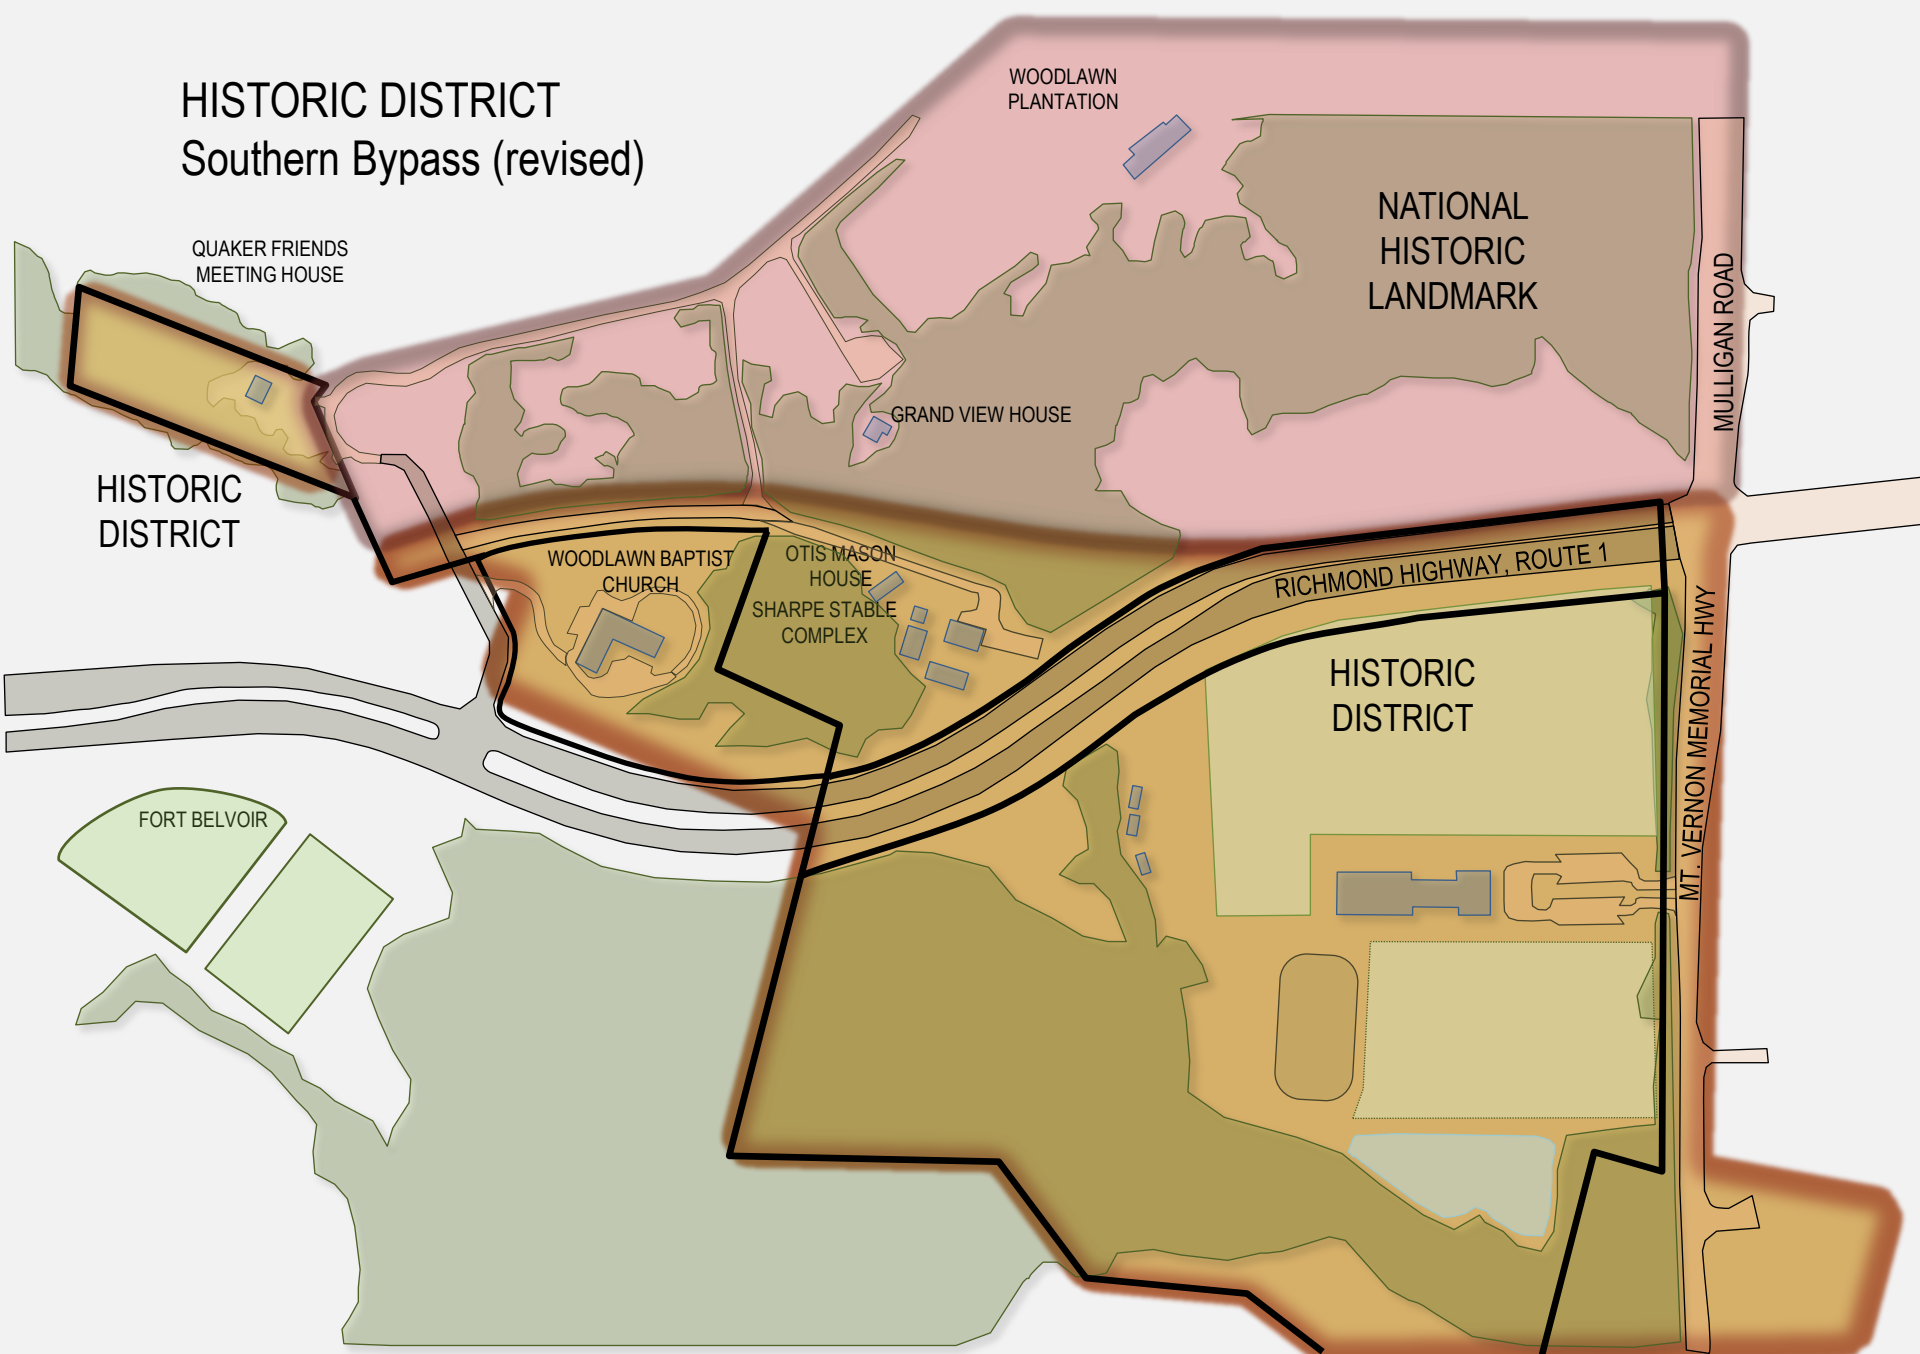 HISTORIC DISTRICT
Southern Bypass (revised)
WOODLAWN
PLANTATION
NATIONAL
HISTORIC
LANDMARK
QUAKER FRIENDS
MEETING HOUSE
MULLIGAN ROAD
GRAND VIEW HOUSE
HISTORIC
DISTRICT
WOODLAWN BAPTIST
CHURCH
OTIS MASON
HOUSE
SHARPE STABLE
COMPLEX
RICHMOND HIGHWAY, ROUTE 1
HISTORIC
DISTRICT
MT. VERNON MEMORIAL HWY
FORT BELVOIR